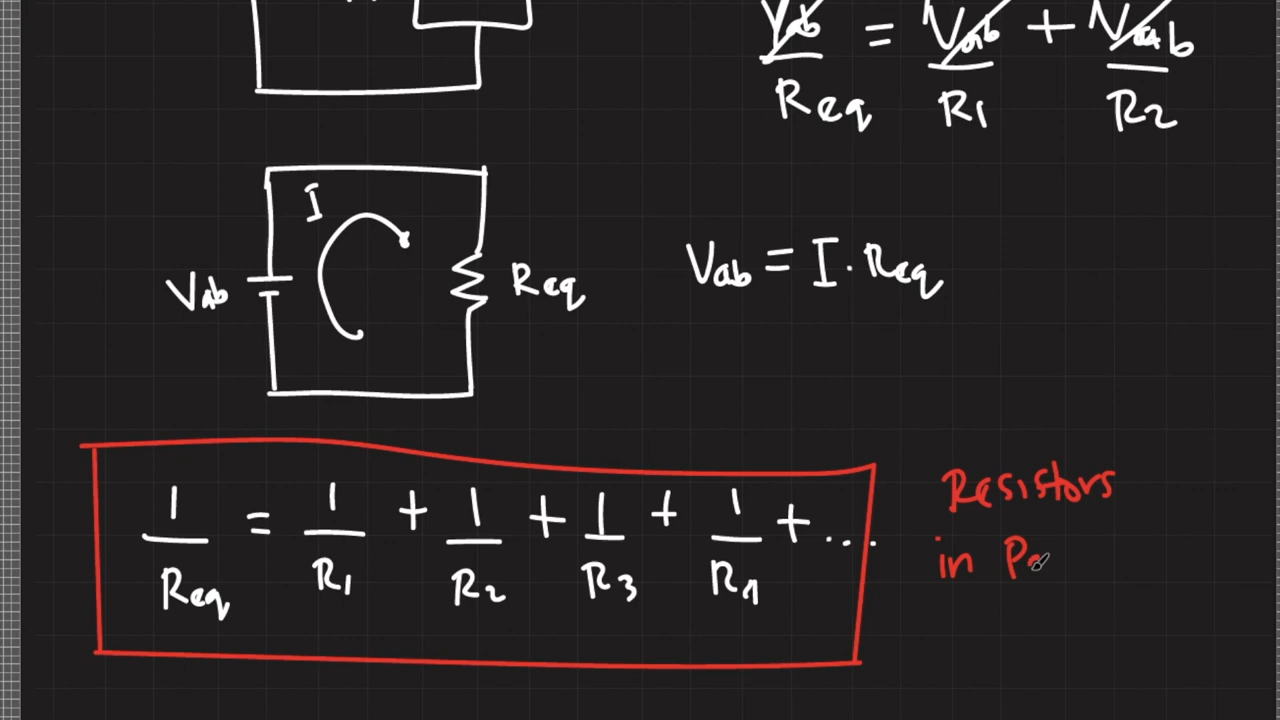 Vab/Req = Vab/R1 + Vab/R2
I
Vab
Req
Vab = I · Req
1/Req = 1/R1 + 1/R2 + 1/R3 + 1/R4 + ...
Resistors
in Pa